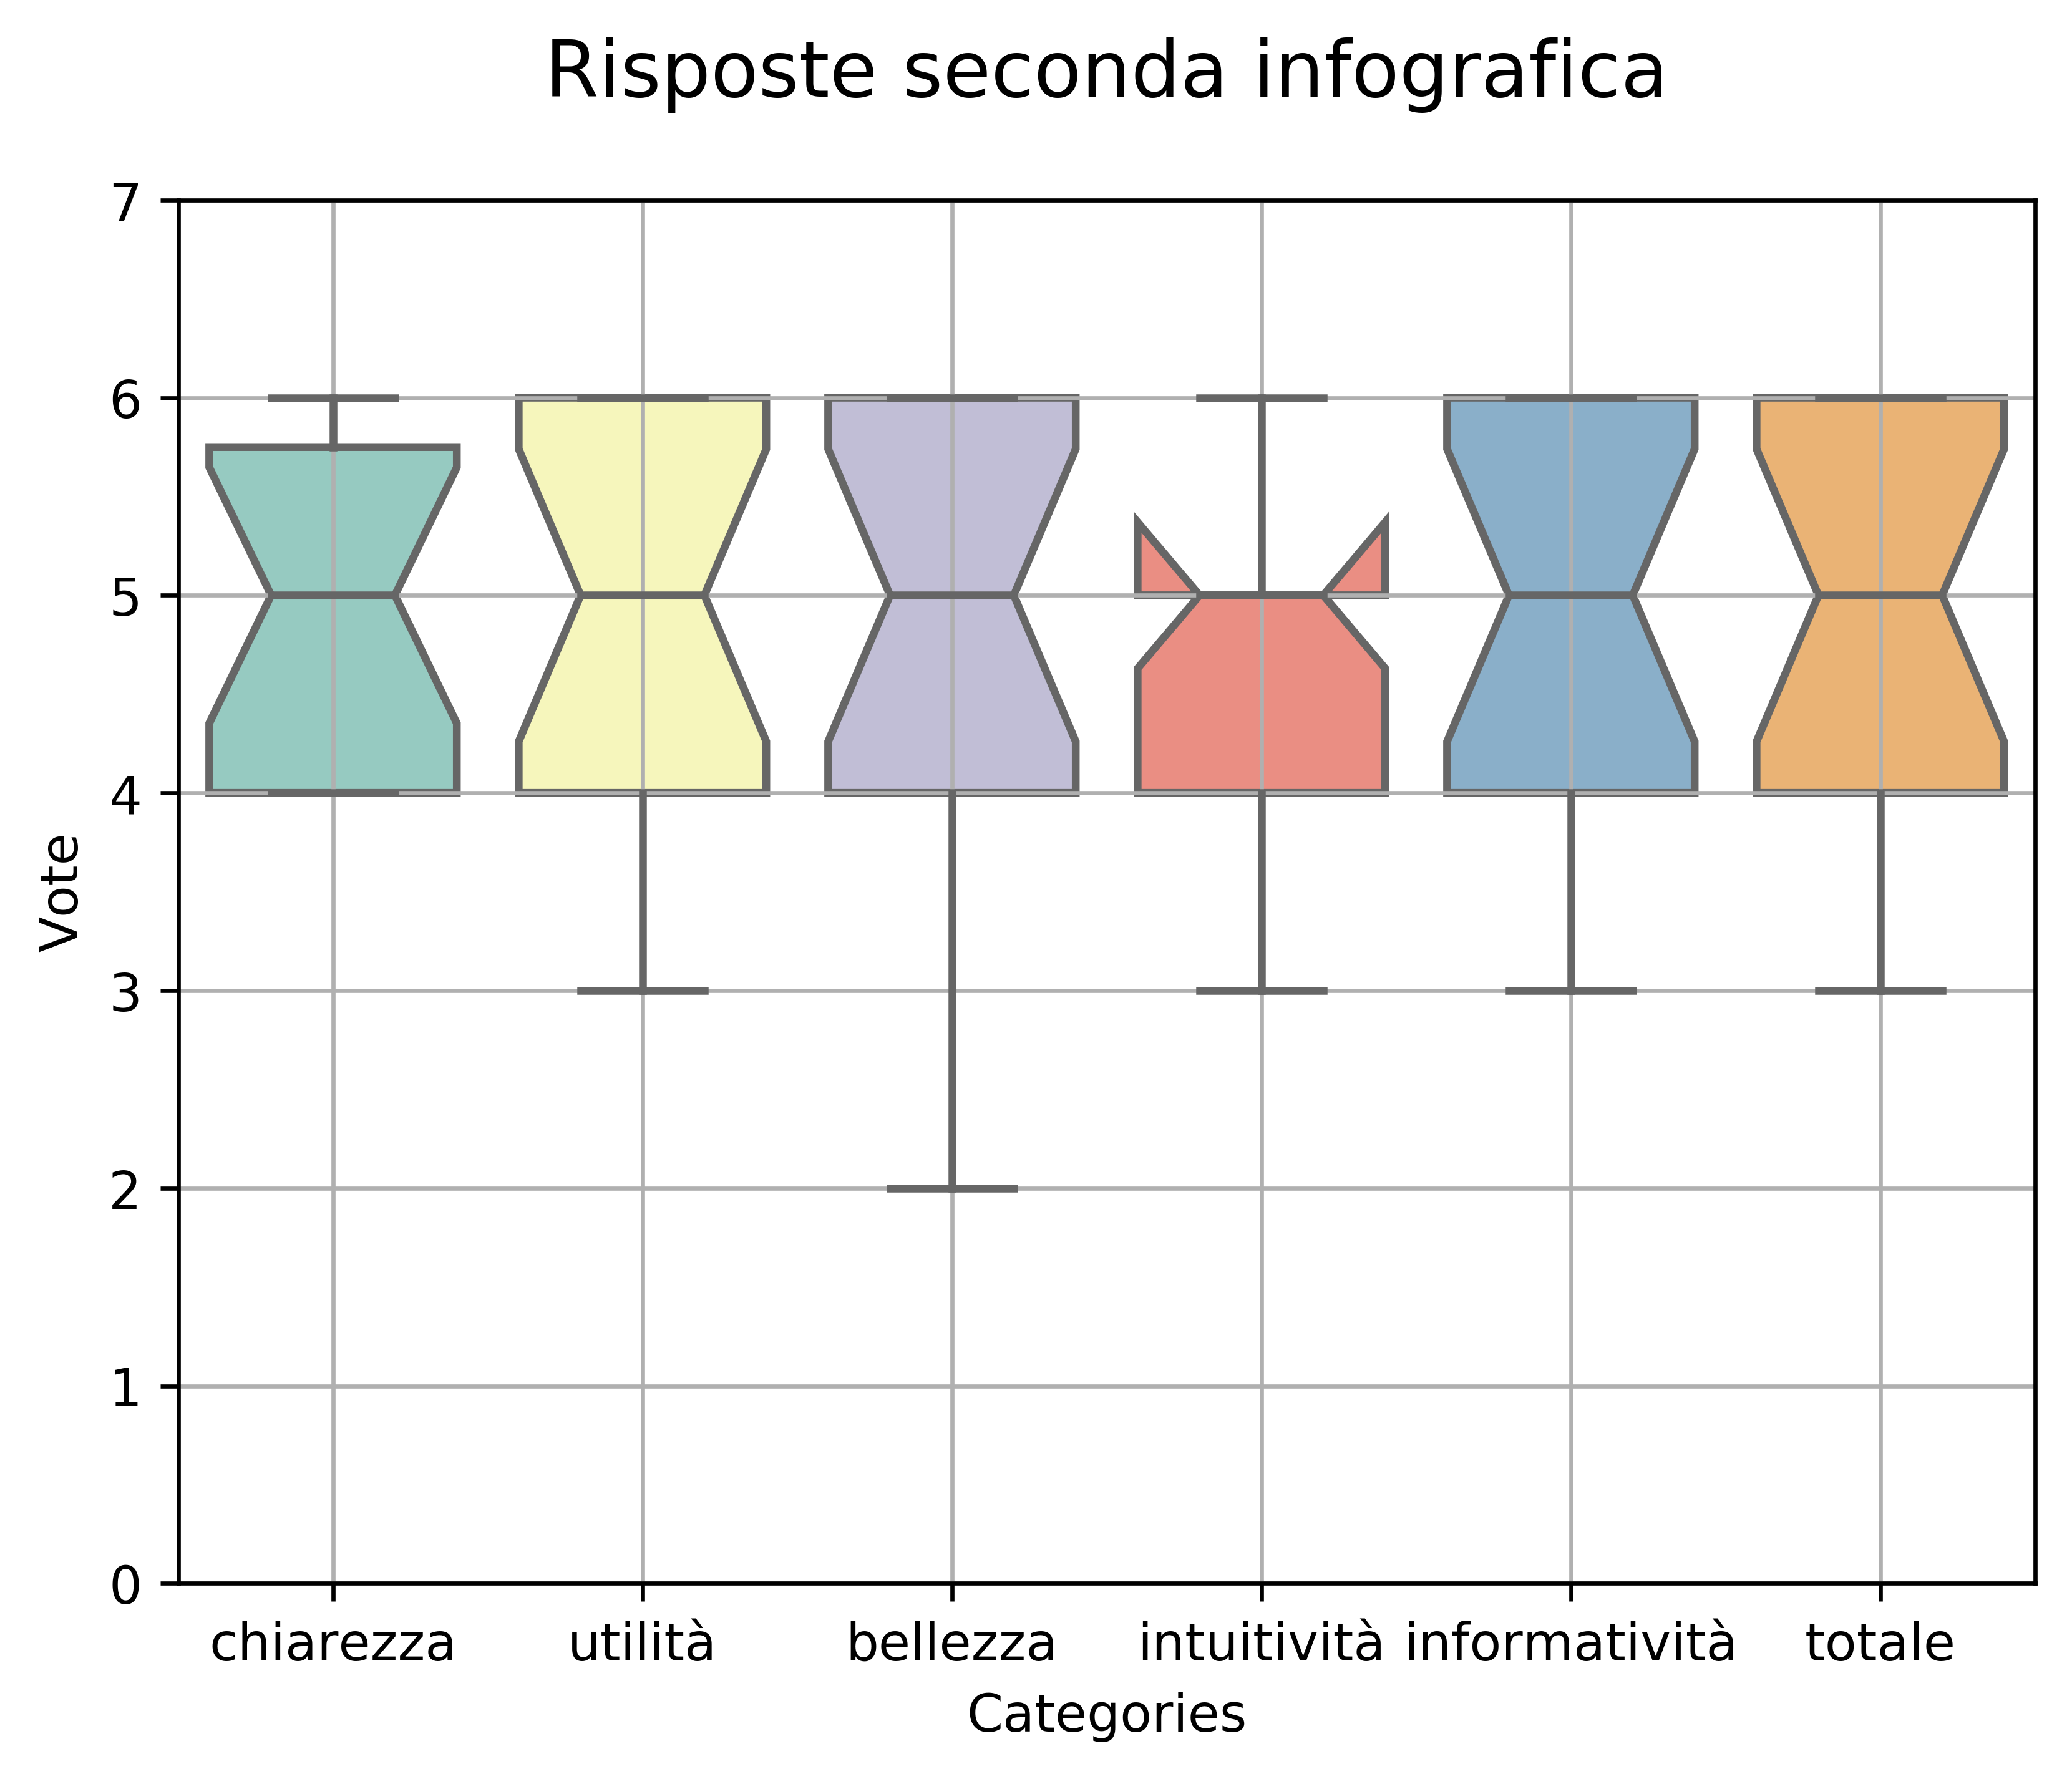 Risposte seconda infografica
7
6
5
4
3
2
1
0
Vote
chiarezza utilità bellezza intuitività informatività totale
Categories